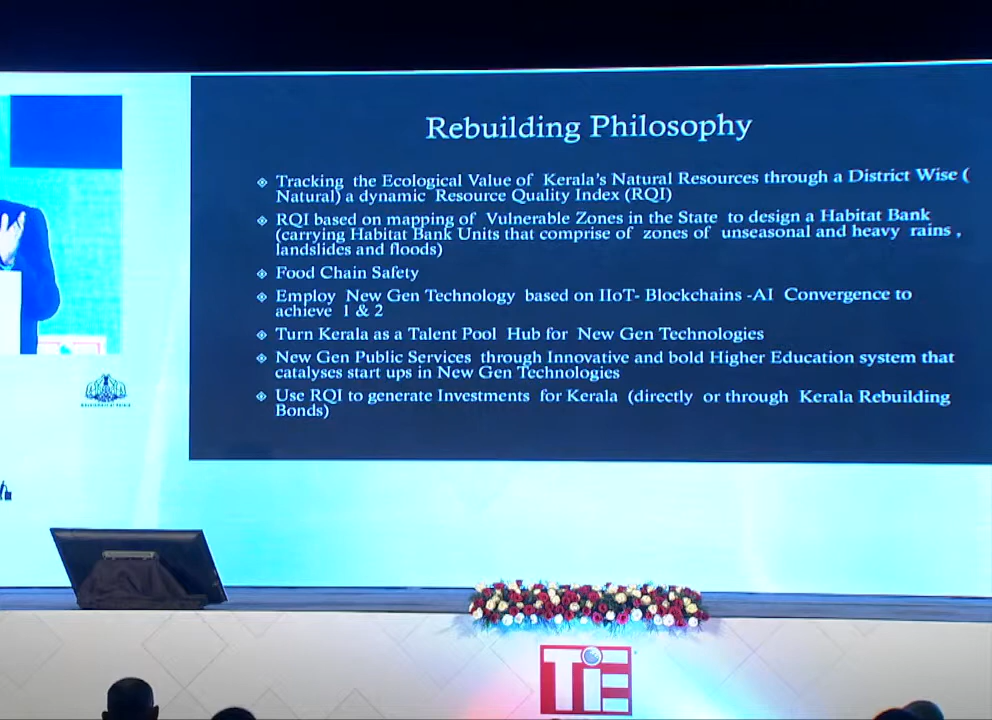 Rebuilding Philosophy
Tracking the Ecological Value of Kerala's Natural Resources through a District Wise (
Natural) a dynamic Resource Quality Index (RQI)
RQI based on mapping of Vulnerable Zones in the State to design a Habitat Bank
(carrying Habitat Bank Units that comprise of zones of unseasonal and heavy rains ,
landslides and floods)
Food Chain Safety
Employ New Gen Technology based on IIoT- Blockchains -AI Convergence to
achieve 1 & 2
Turn Kerala as a Talent Pool Hub for New Gen Technologies
New Gen Public Services through Innovative and bold Higher Education system that
catalyses start ups in New Gen Technologies
Use RQI to generate Investments for Kerala (directly or through Kerala Rebuilding
Bonds)
TiE